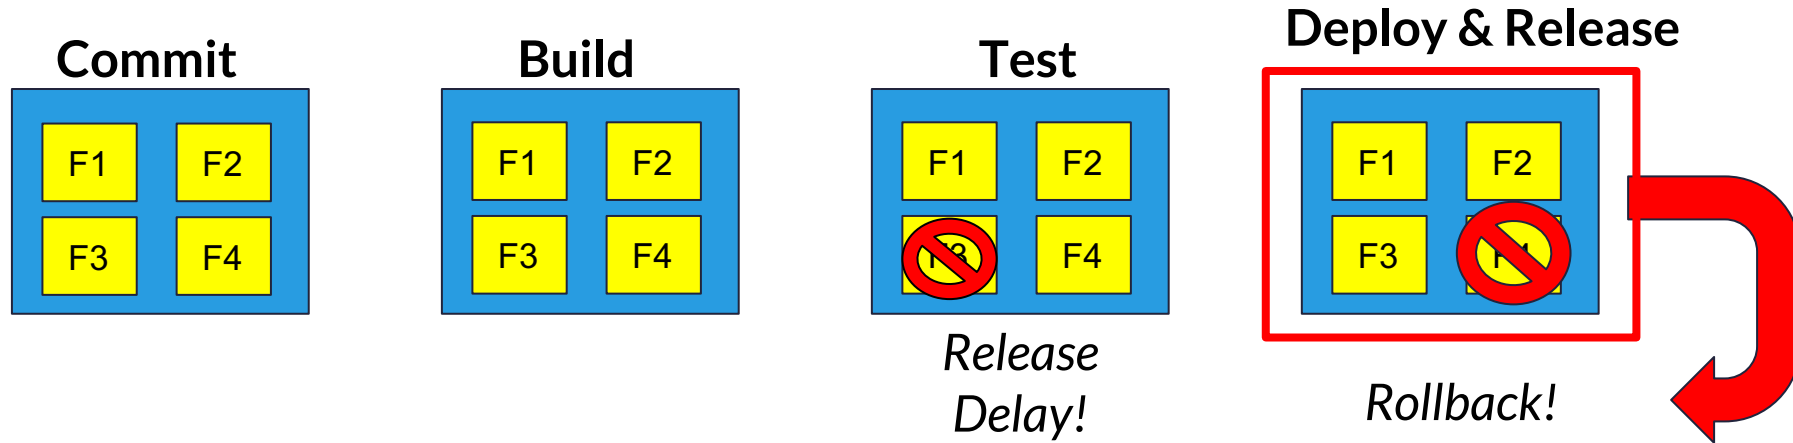 Commit
F1 F2
F3 F4
Build
F1 F2
F3 F4
Test
F1 F2
F4
Release
Delay!
Deploy & Release
F1 F2
F3
Rollback!